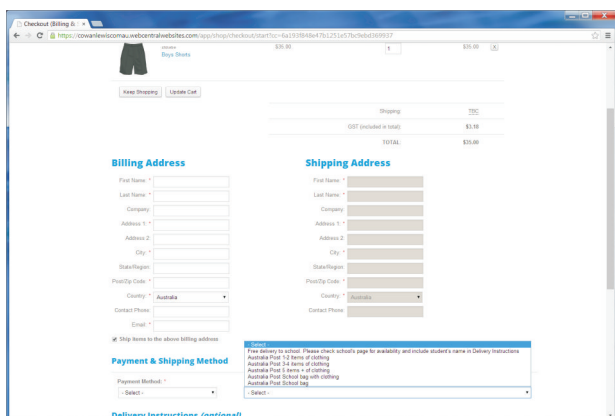 Checkout (Billing & S
https://cowanlewiscomau.webcentralwebsites.com/app/shop/checkout/start?sc=
$35.00 1 $35.00 X
Boys Shorts
Keep Shopping Update Cart
Shipping: TBC
GST (included in total): $3.18
TOTAL: $35.00
Billing Address Shipping Address
First Name: * First Name: *
Last Name: * Last Name: *
Company: Company:
Address 1: * Address 1: *
Address 2: Address 2:
City: * City: *
State/Region: State/Region:
Post/Zip Code: * Post/Zip Code: *
Country: * Australia Country: * Australia
Contact Phone: Contact Phone:
Email: *
Ship items to the above billing address
Payment & Shipping Method
- Select -
Free delivery to school. Please check school's page for availability and include student's name in Delivery Instructions
Australia Post 1-2 items of clothing
Australia Post 3-4 items of clothing
Australia Post 5 items + of clothing
Australia Post School bag with clothing
Australia Post School bag
Payment Method: *
- Select - - Select -
Delivery Instructions (optional)